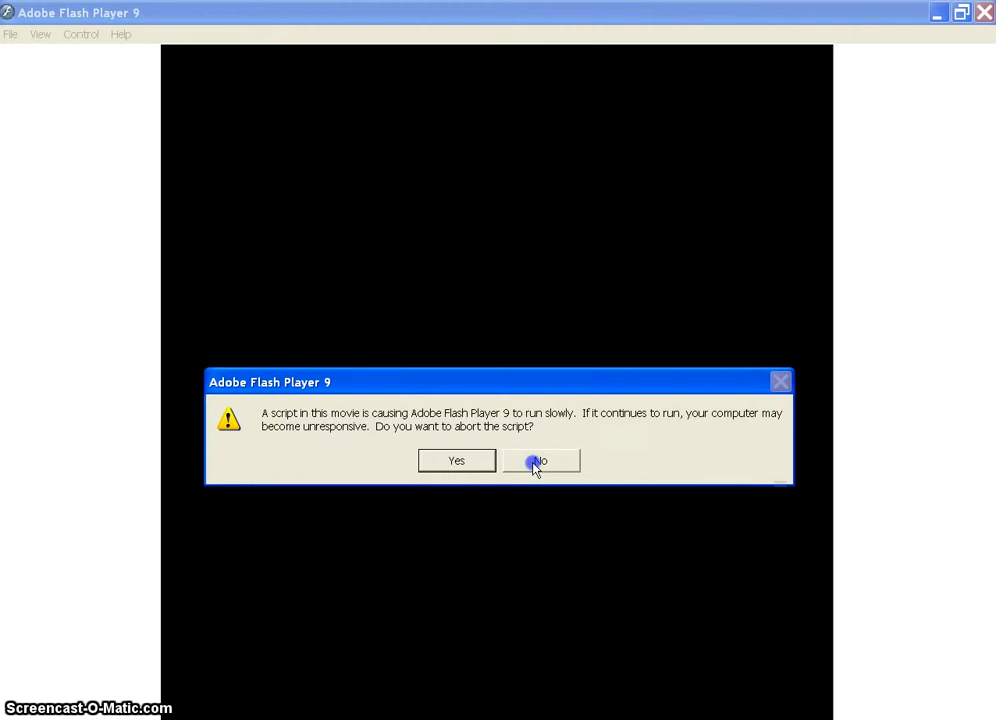 Adobe Flash Player 9
File View Control Help
Adobe Flash Player 9
A script in this movie is causing Adobe Flash Player 9 to run slowly. If it continues to run, your computer may
become unresponsive. Do you want to abort the script?
Yes No
Screencast-O-Matic.com